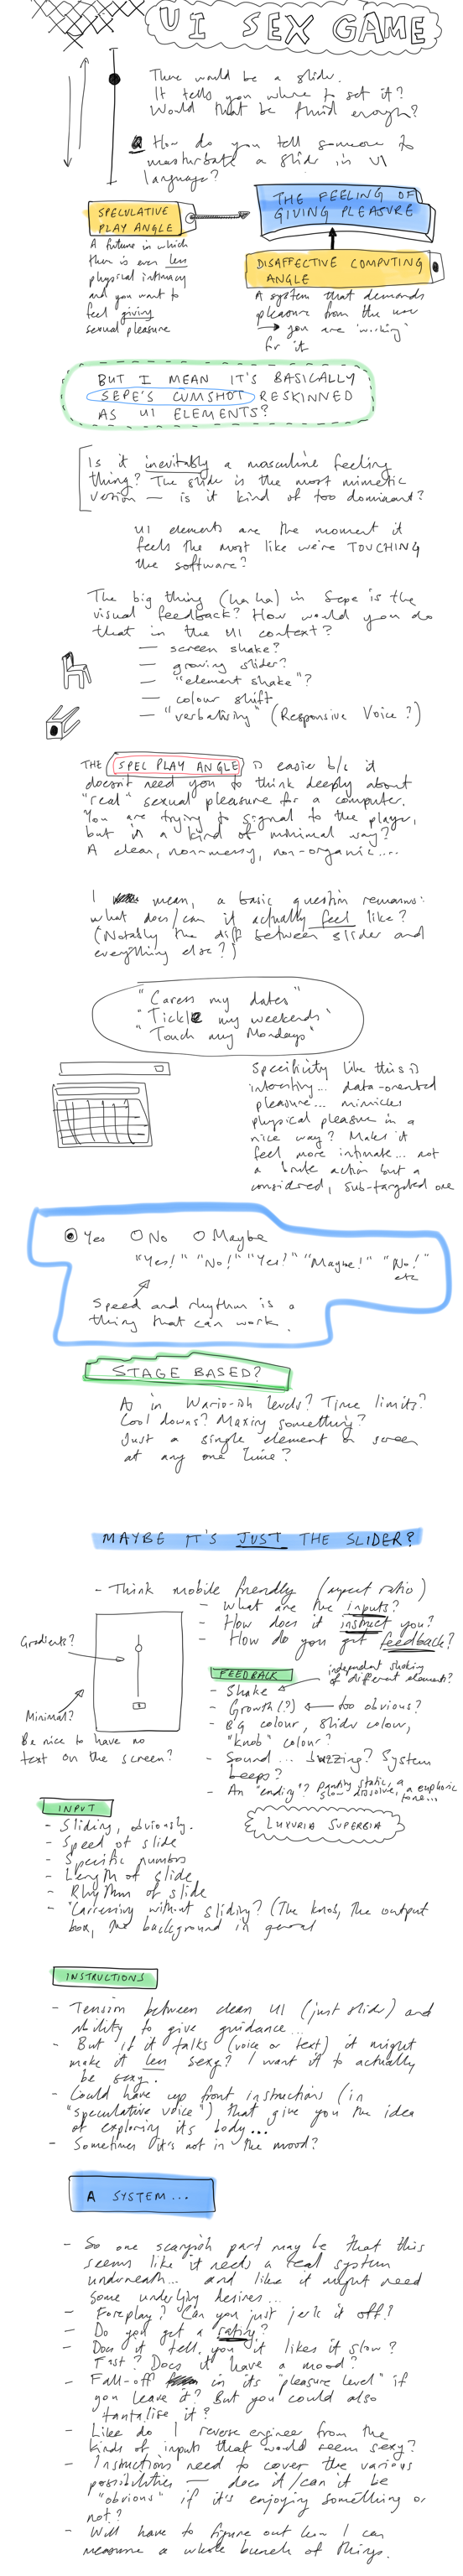 UI SEX GAME
There would be a slider.
It tells you where to set it?
Would that be fluid enough?
How do you tell someone to
masturbate a slider in UI
language?
SPECULATIVE
PLAY ANGLE
THE FEELING OF
GIVING PLEASURE
A future in which
there is even less
physical intimacy
and you want to
feel giving
sexual pleasure
DISAFFECTIVE COMPUTING
ANGLE
A system that demands
pleasure from the user
→ you are 'working'
for it
BUT I MEAN IT'S BASICALLY
SEPE'S CUMSHOT RESKINNED
AS UI ELEMENTS?
Is it inevitably a masculine feeling
thing? The slide is the most mimetic
version — is it kind of too dominant?
UI elements are the moment it
feels the most like we're TOUCHING
the software?
The big thing (ha ha) in Sepe is the
visual feedback? How would you do
that in the UI context?
— screen shake?
— growing slider?
— "element shake"?
— colour shift
— "verbalising" (Responsive Voice?)
THE SPEC PLAY ANGLE is easier b/c it
doesn't need you to think deeply about
"real" sexual pleasure for a computer.
You are trying to signal to the player,
but in a kind of minimal way?
A clean, non-messy, non-organic....
I mean, a basic question remains:
what does/can it actually feel like?
(Notably the diff between slider and
everything else?)
"Caress my dates"
"Tickle my weekends"
"Touch my Mondays"
Specificity like this is
interesting... data-oriented
pleasure... mimicks
physical pleasure in a
nice way? Makes it
feel more intimate... not
a brute action but a
considered, sub-targeted one
Yes No Maybe
"Yes!" "No!" "Yes?" "Maybe!" "No!"
etc
Speed and rhythm is a
thing that can work.
STAGE BASED?
As in Wario-ish levels? Time limits?
Cool downs? Maxing something?
Just a single element on screen
at any one time?
MAYBE IT'S JUST THE SLIDER?
- Think mobile friendly (aspect ratio)
- What are the inputs?
- How does it instruct you?
- How do you get feedback?
Gradients?
Minimal?
Be nice to have no
text on the screen?
FEEDBACK
independent shaking
of different elements?
- Shake
- Growth(?) ← too obvious?
- BG colour, slider colour,
"knob" colour?
- Sound... buzzing? System
beeps?
- An "ending"? slow dissolve, a euphoric
tone...
LUXURIA SUPERBIA
INPUT
- Sliding, obviously.
- Speed of slide
- Specific numbers
- Length of slide
- Rhythm of slide
- "Carressing without sliding? (The knob, the output
box, the background in general
INSTRUCTIONS
- Tension between clean UI (just slider) and
ability to give guidance...
- But if it talks (voice or text) it might
make it less sexy? I want it to actually
be sexy.
- Could have up front instructions (in
"speculative voice") that give you the idea
of exploring its body...
- Sometimes it's not in the mood?
A SYSTEM...
- So one scaryish part may be that this
seems like it needs a real system
underneath... and like it might need
some underlying desires...
- Foreplay? Can you just jerk it off?
- Do you get a rating?
- Does it tell you it likes it slow?
Fast? Does it have a mood?
- Fall-off in its "pleasure level" if
you leave it? But you could also
tantalise it?
- Like do I reverse engineer from the
kinds of inputs that would seem sexy?
- Instructions need to cover the various
possibilities — does it/can it be
"obvious" if it's enjoying something or
not?
- Will have to figure out how I can
measure a whole bunch of things.